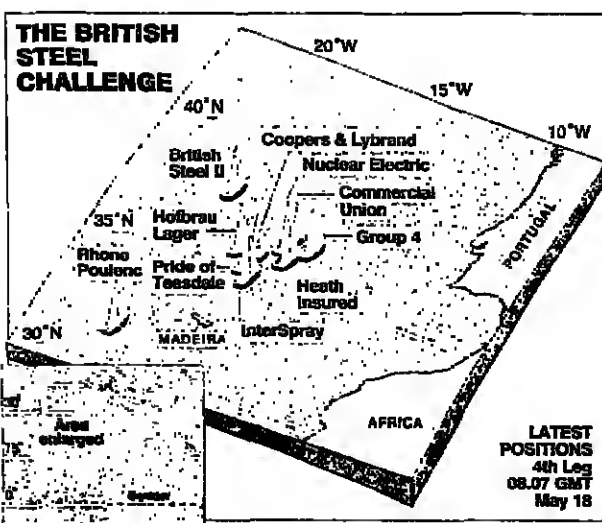 THE BRITISH
STEEL
CHALLENGE
20°W
15°W
10°W
40°N
Coopers & Lybrand
British
Steel II
Nuclear Electric
Commercial
Union
35°N
Hofbrau
Lager
Group 4
Rhone
Poulenc
Pride of
Teesdale
Heath
Insured
PORTUGAL
30°N
MADEIRA
InterSpray
AFRICA
Area
enlarged
LATEST
POSITIONS
4th Leg
08.07 GMT
May 18